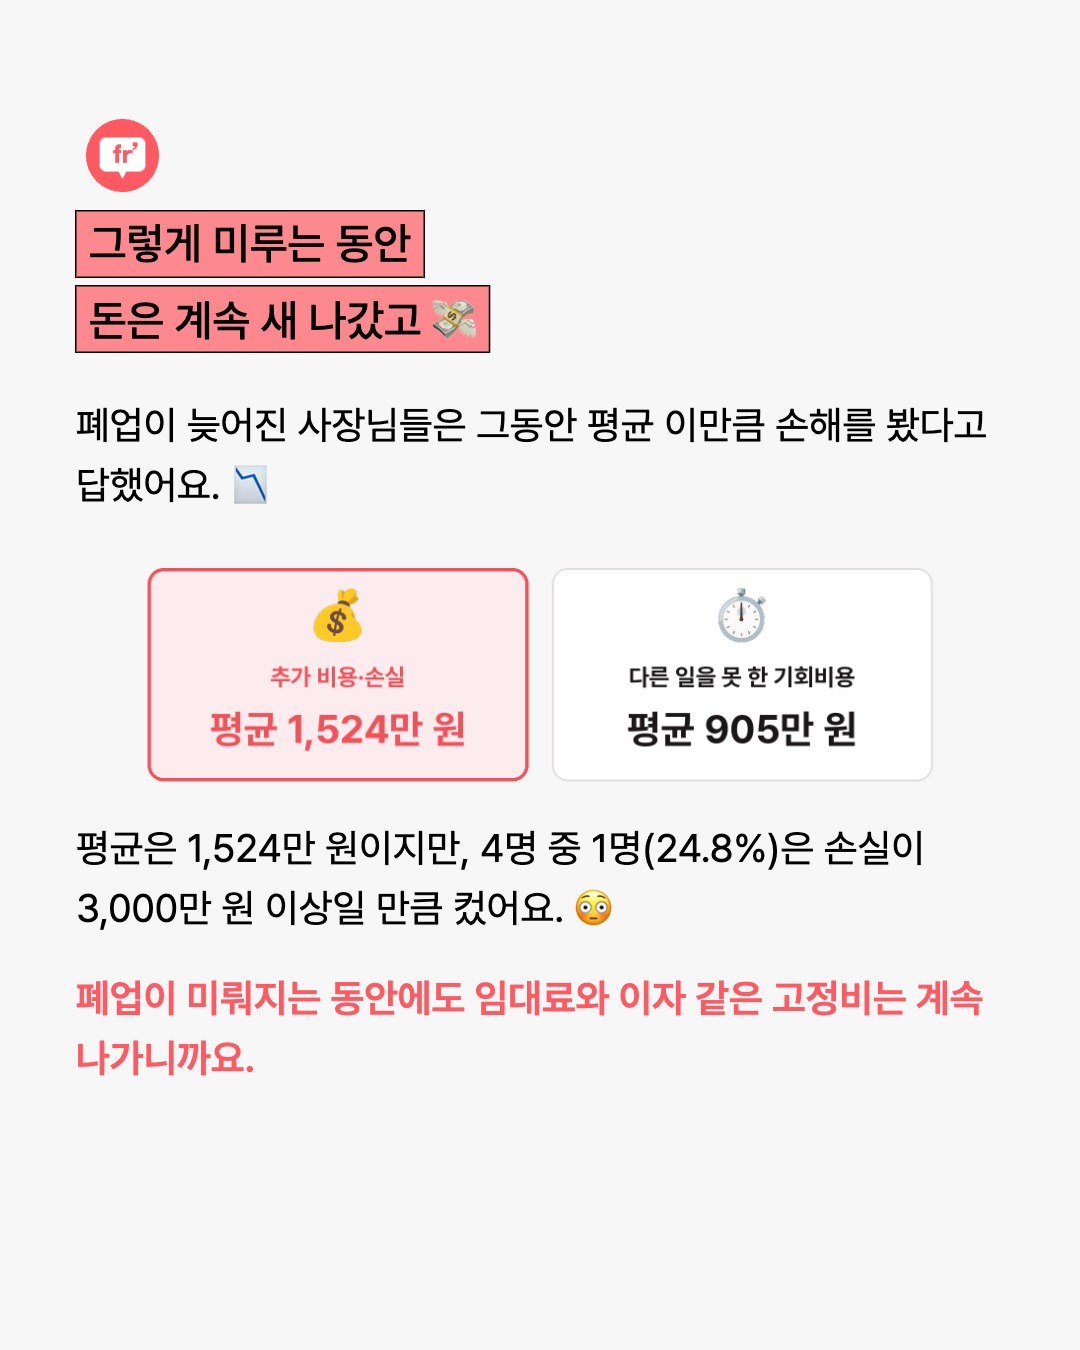 fr'
그렇게 미루는 동안
돈은 계속 새 나갔고 💸
폐업이 늦어진 사장님들은 그동안 평균 이만큼 손해를 봤다고
답했어요. 📉
추가 비용·손실
평균 1,524만 원
다른 일을 못 한 기회비용
평균 905만 원
평균은 1,524만 원이지만, 4명 중 1명(24.8%)은 손실이
3,000만 원 이상일 만큼 컸어요. 😳
폐업이 미뤄지는 동안에도 임대료와 이자 같은 고정비는 계속
나가니까요.